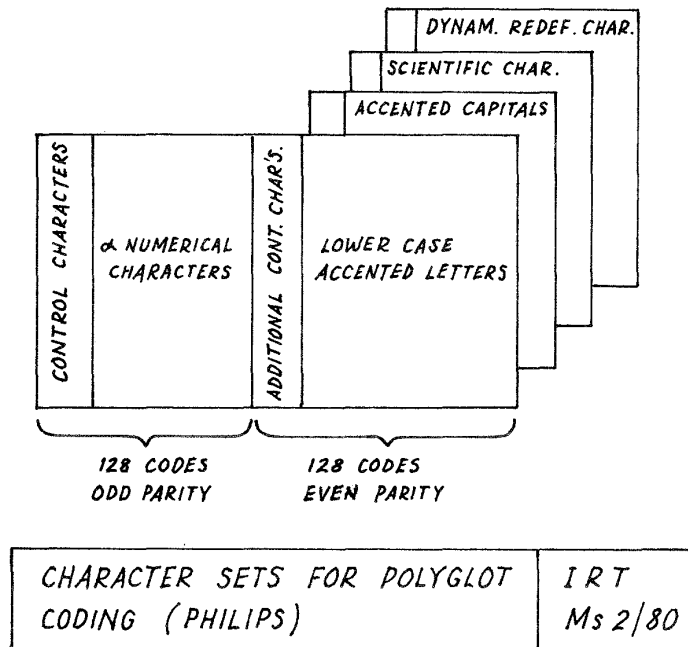 DYNAM. REDEF. CHAR.
SCIENTIFIC CHAR.
ACCENTED CAPITALS
CONTROL CHARACTERS
α NUMERICAL
CHARACTERS
ADDITIONAL CONT. CHAR'S.
LOWER CASE
ACCENTED LETTERS
128 CODES
ODD PARITY
128 CODES
EVEN PARITY
CHARACTER SETS FOR POLYGLOT
CODING (PHILIPS)
IRT
Ms 2/80